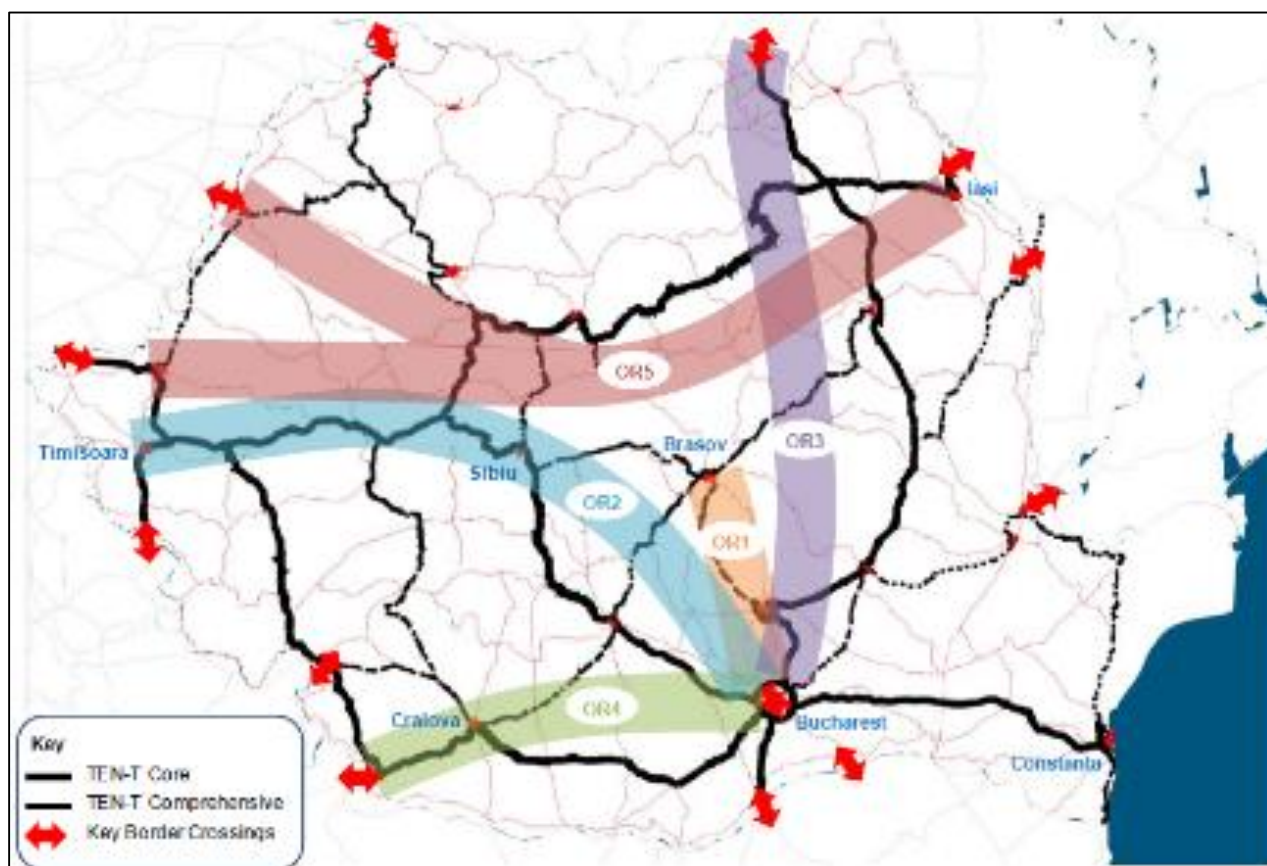 Iasi
OR5
Timisoara
Sibiu
Brasov
OR3
OR2
OR1
Craiova
OR4
Bucharest
Constanta
Key
TEN-T Core
TEN-T Comprehensive
Key Border Crossings